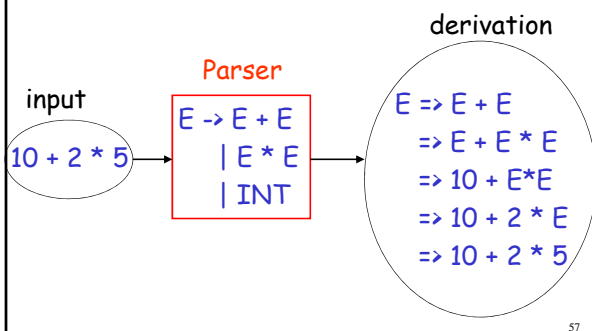 input
10 + 2 * 5
Parser
E -> E + E
| E * E
| INT
derivation
E => E + E
=> E + E * E
=> 10 + E*E
=> 10 + 2 * E
=> 10 + 2 * 5
57